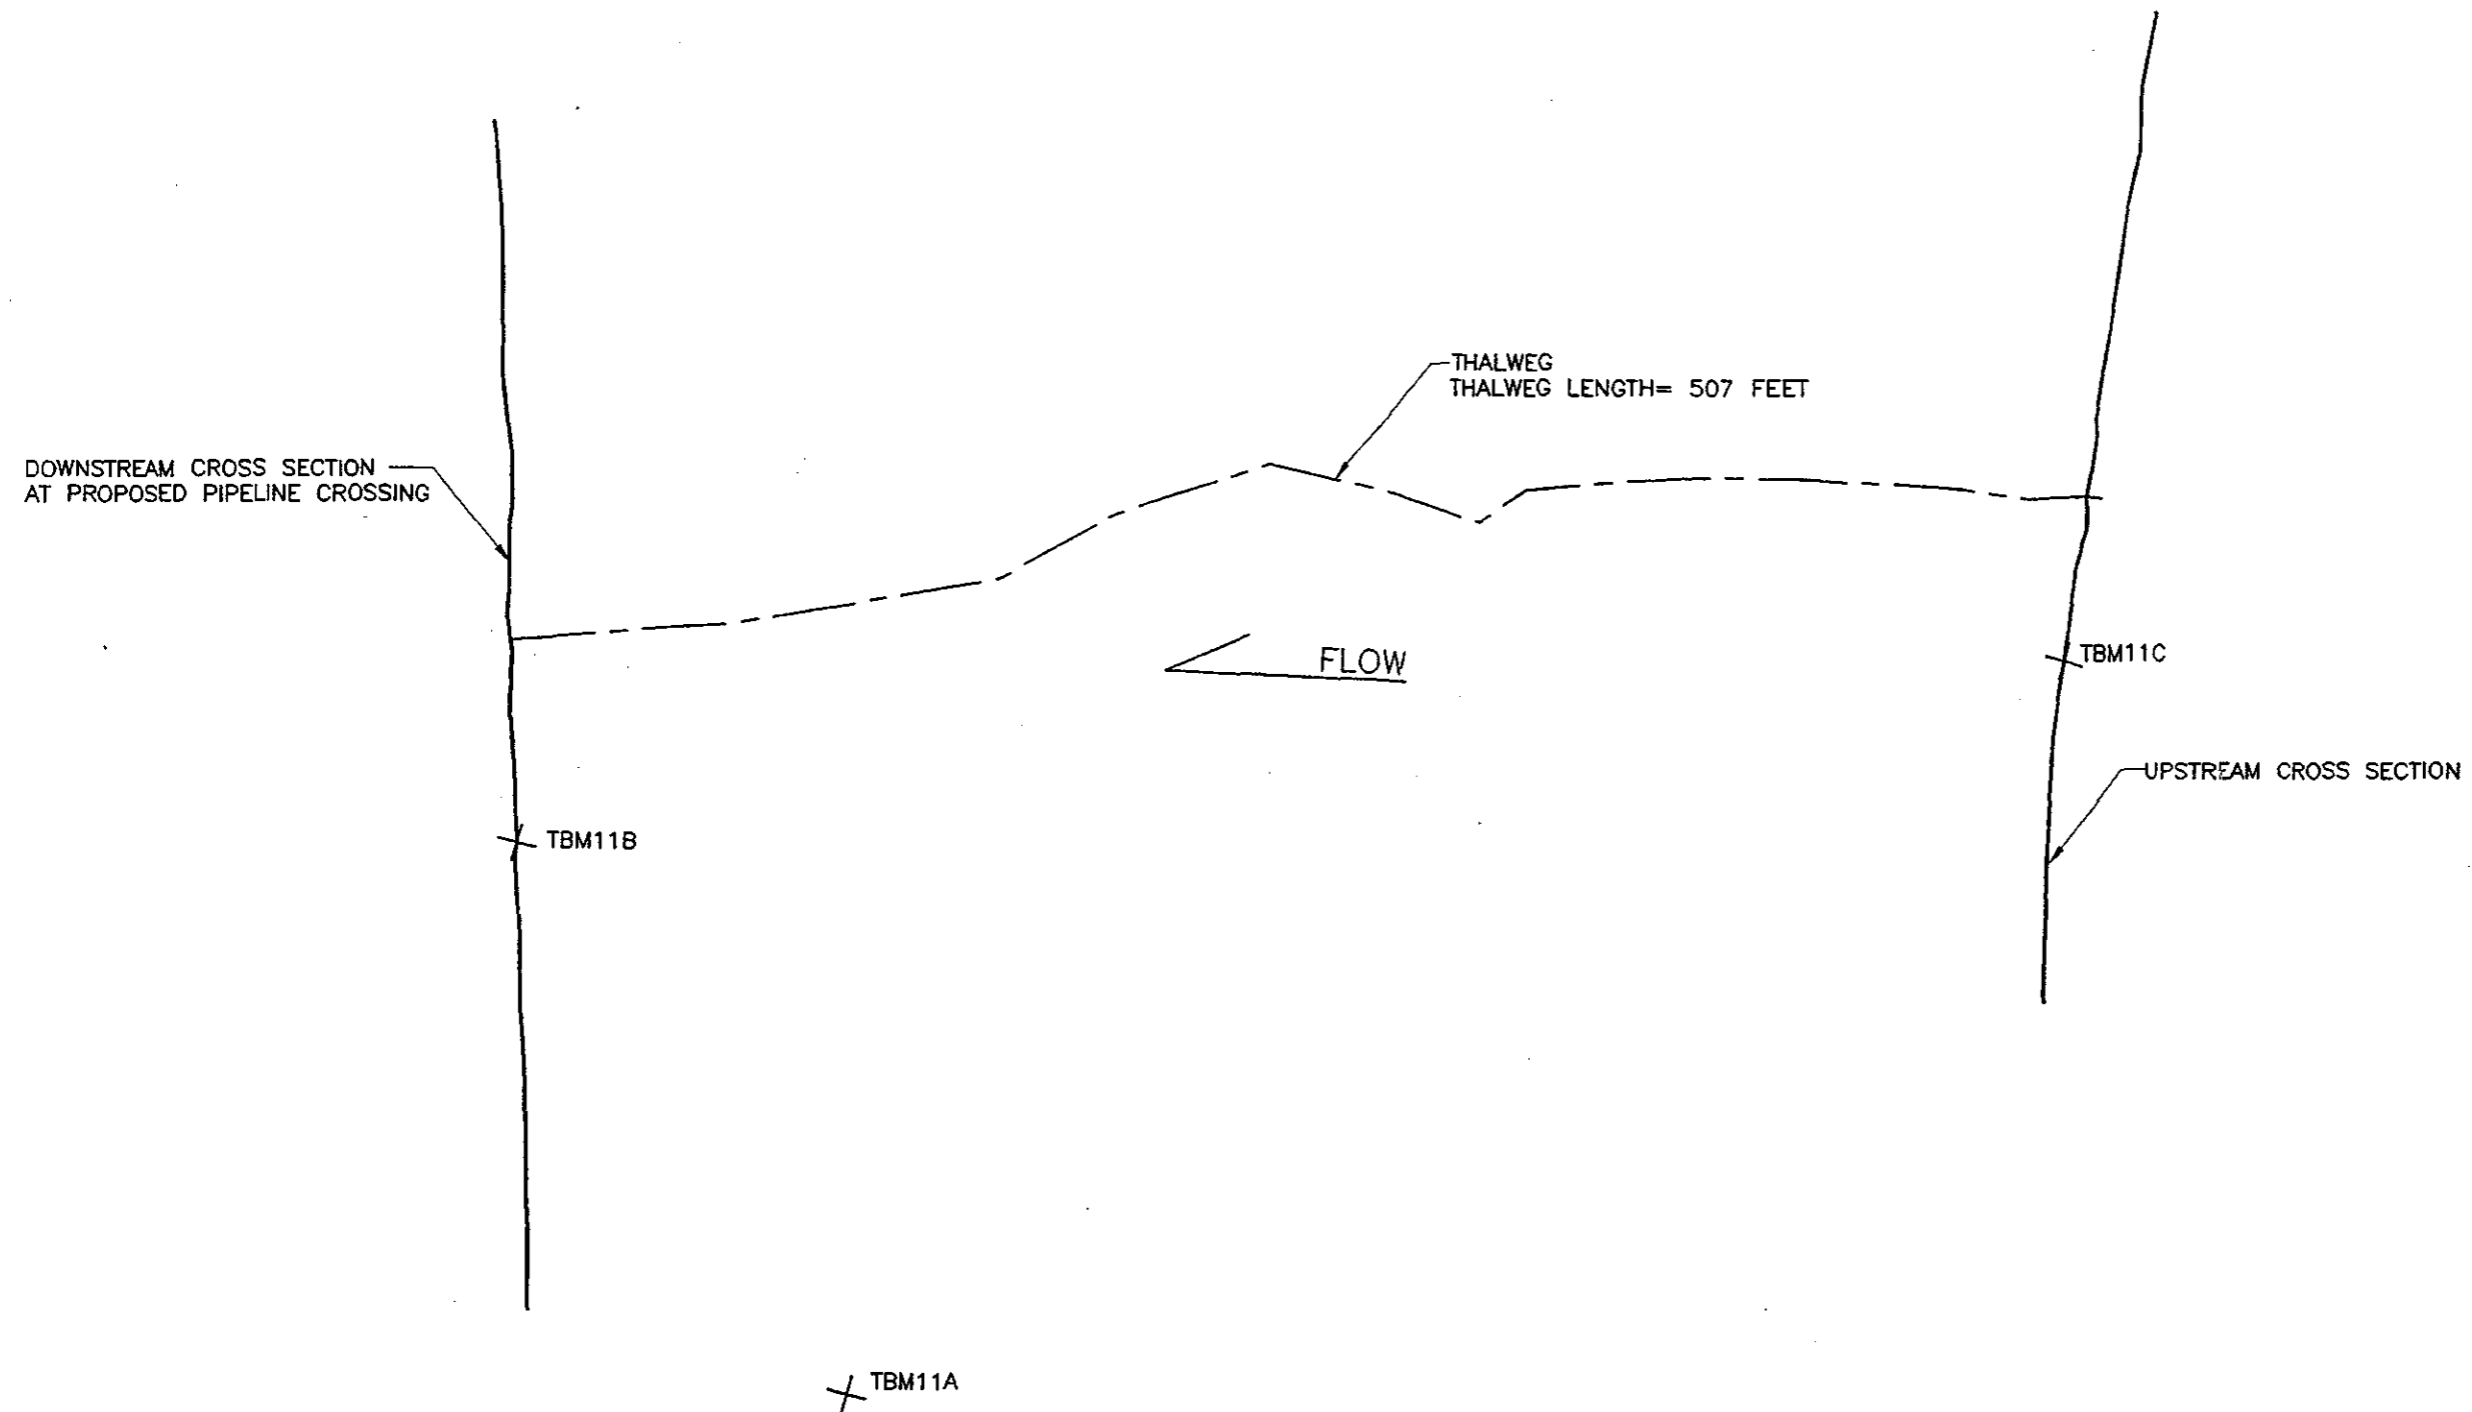 THALWEG
THALWEG LENGTH= 507 FEET
DOWNSTREAM CROSS SECTION
AT PROPOSED PIPELINE CROSSING
FLOW
TBM11C
UPSTREAM CROSS SECTION
TBM11B
TBM11A